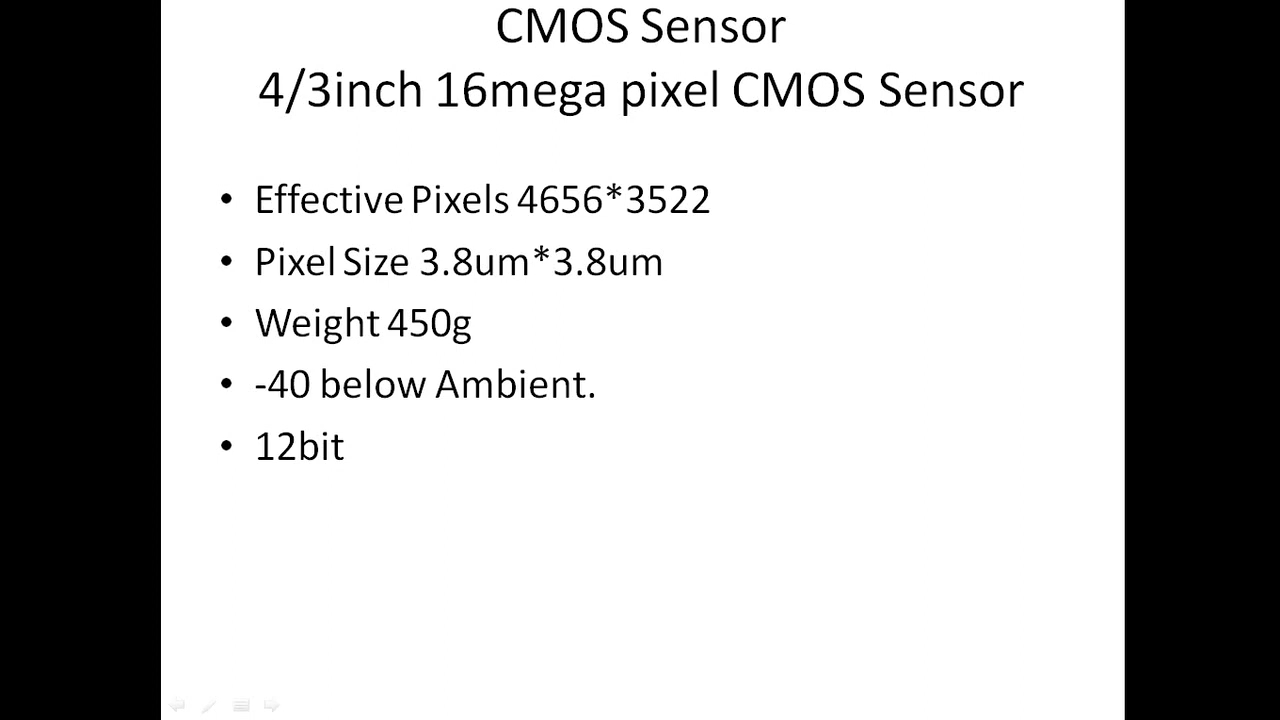 CMOS Sensor
4/3inch 16mega pixel CMOS Sensor
• Effective Pixels 4656*3522
• Pixel Size 3.8um*3.8um
• Weight 450g
• -40 below Ambient.
• 12bit